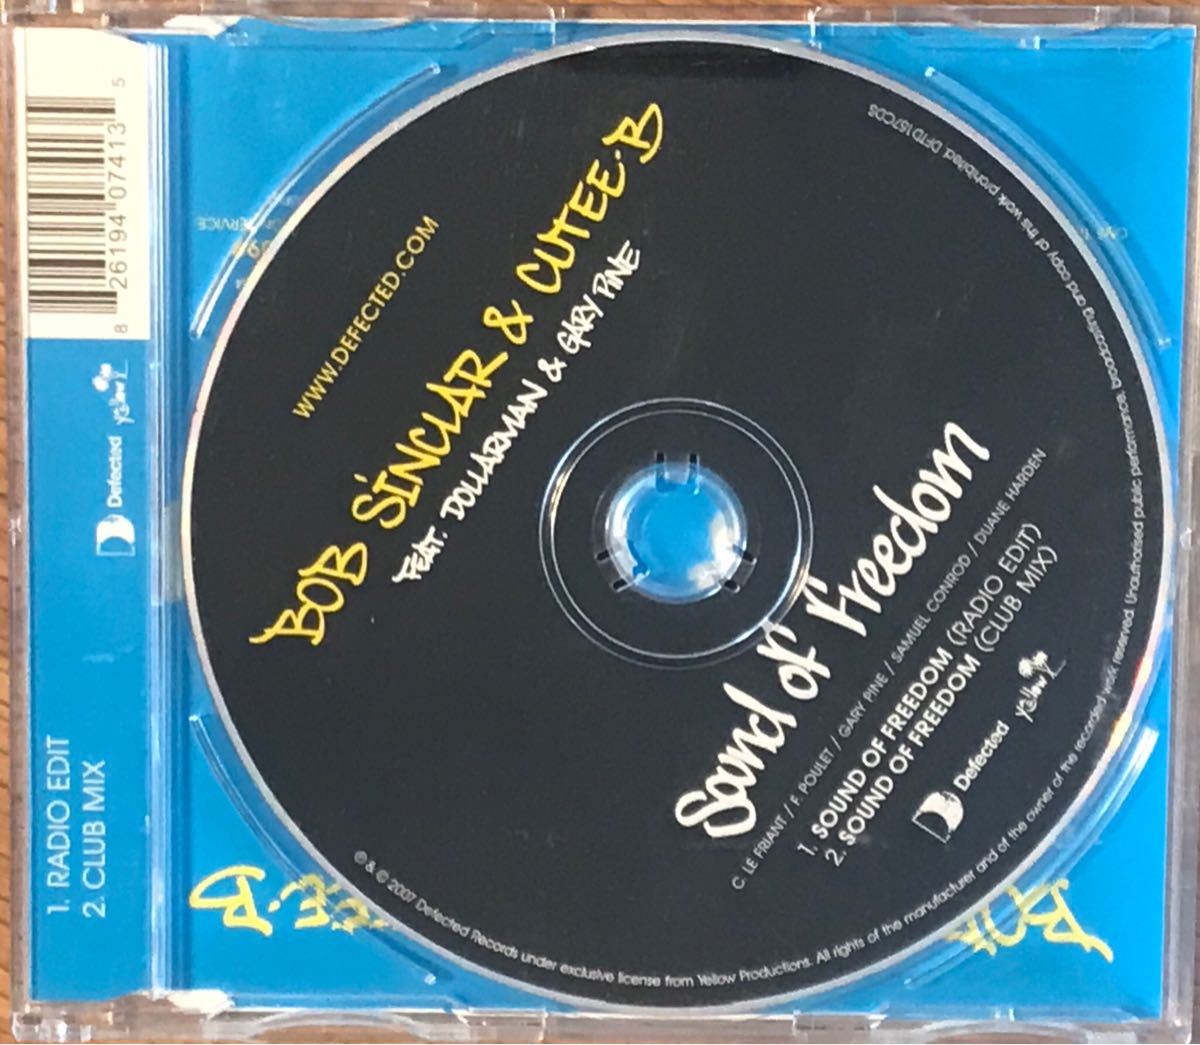 WWW.DEFECTED.COM
BOB SINCLAR & CUTEE·B
FEAT. DOLLARMAN & GARY PINE
Sound of Freedom
C. LE FRIANT / F. POULET / GARY PINE / SAMUEL CONROD / DUANE HARDEN
1. SOUND OF FREEDOM (RADIO EDIT)
2. SOUND OF FREEDOM (CLUB MIX)
Defected
yellow
℗ & © 2007 Defected Records under exclusive license from Yellow Productions. All rights of the manufacturer and of the owner of the recorded work reserved. Unauthorised public performance, broadcasting and copy of this work prohibited. DFTD157CDS
8 26194 07413 5
Defected
yellow
1. RADIO EDIT
2. CLUB MIX